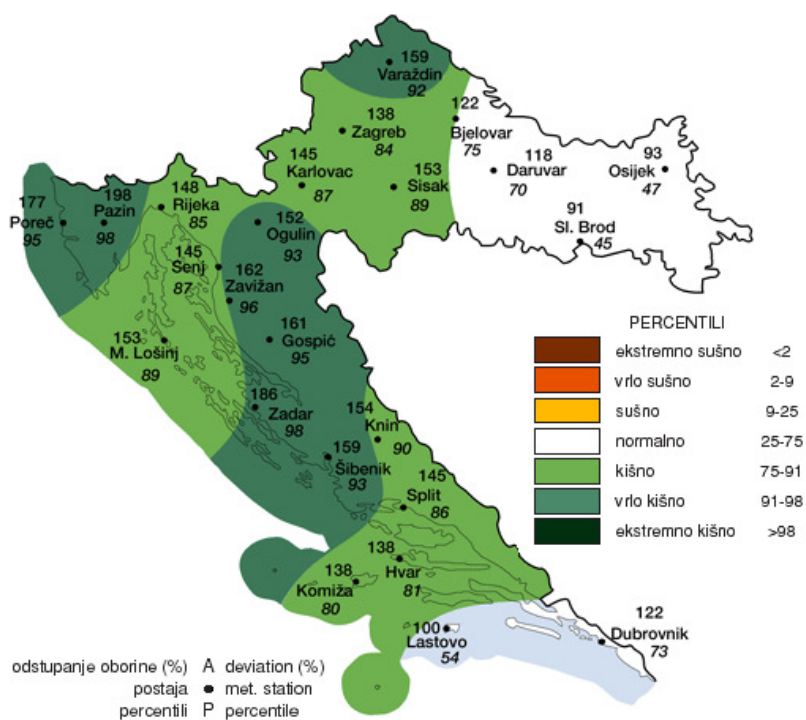 159
Varaždin
92
138
Zagreb
84
122
Bjelovar
75
118
Daruvar
70
93
Osijek
47
145
Karlovac
87
153
Sisak
89
91
Sl. Brod
45
177
Poreč
95
198
Pazin
98
148
Rijeka
85
152
Ogulin
93
145
Senj
87
162
Zavižan
96
153
M. Lošinj
89
161
Gospić
95
186
Zadar
98
154
Knin
90
159
Šibenik
93
145
Split
86
138
Hvar
81
138
Komiža
80
100
Lastovo
54
122
Dubrovnik
73
PERCENTILI
ekstremno sušno <2
vrlo sušno 2-9
sušno 9-25
normalno 25-75
kišno 75-91
vrlo kišno 91-98
ekstremno kišno >98
odstupanje oborine (%) A deviation (%)
postaja ● met. station
percentili P percentile